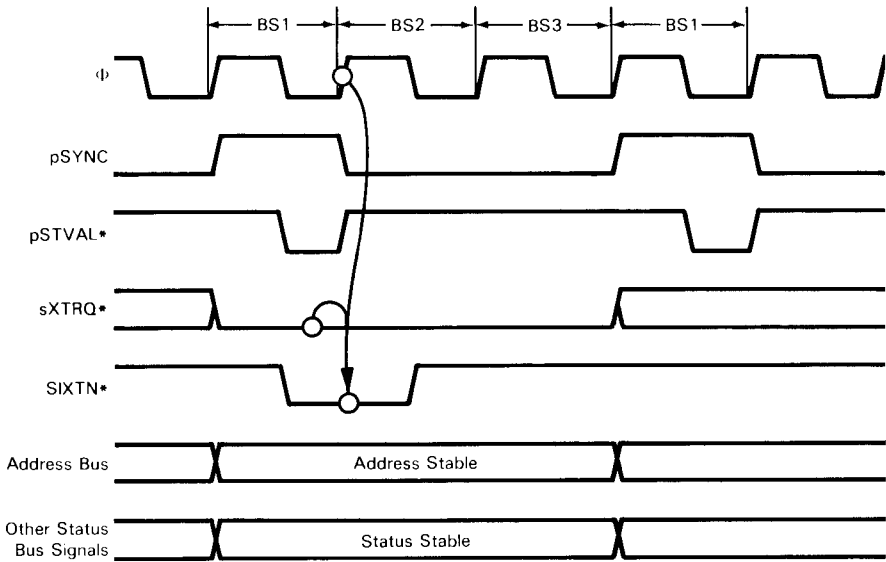 BS1 BS2 BS3 BS1
Φ
pSYNC
pSTVAL*
sXTRQ*
SIXTN*
Address Bus Address Stable
Other Status
Bus Signals Status Stable